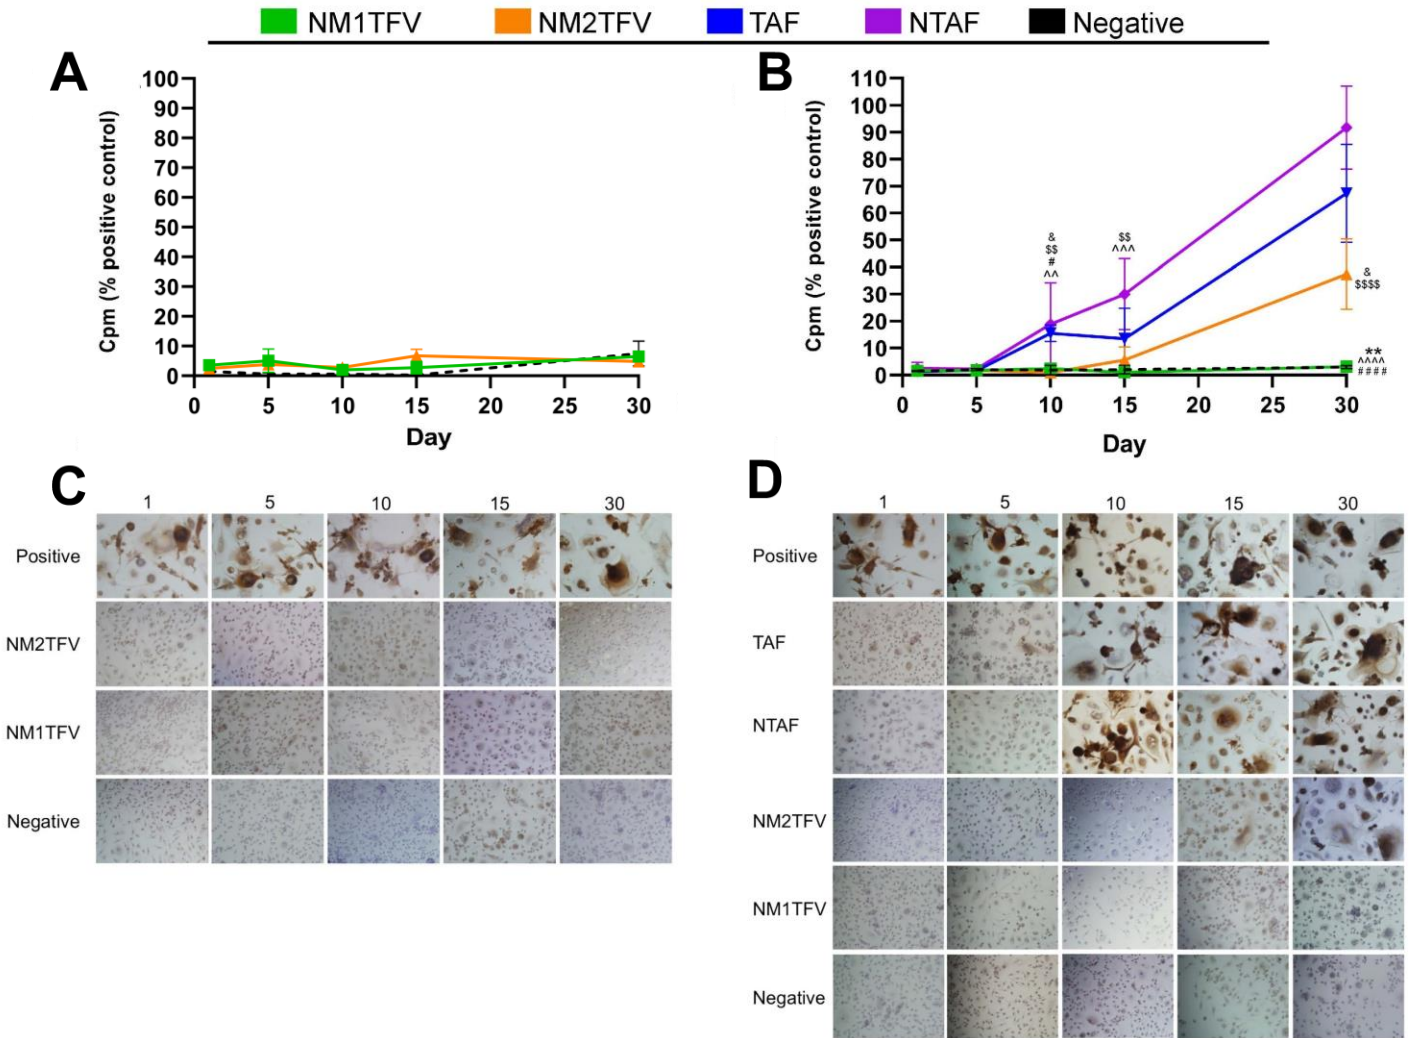 NM1TFV NM2TFV TAF NTAF Negative
A
Cpm (% positive control)
100
90
80
70
60
50
40
30
20
10
0
0 5 10 15 20 25 30
Day
B
Cpm (% positive control)
110
100
90
80
70
60
50
40
30
20
10
0
&
$$
#
^^
$$
^^^
&
$$$$
**
^^^^
####
0 5 10 15 20 25 30
Day
C
1 5 10 15 30
Positive
NM2TFV
NM1TFV
Negative
D
1 5 10 15 30
Positive
TAF
NTAF
NM2TFV
NM1TFV
Negative